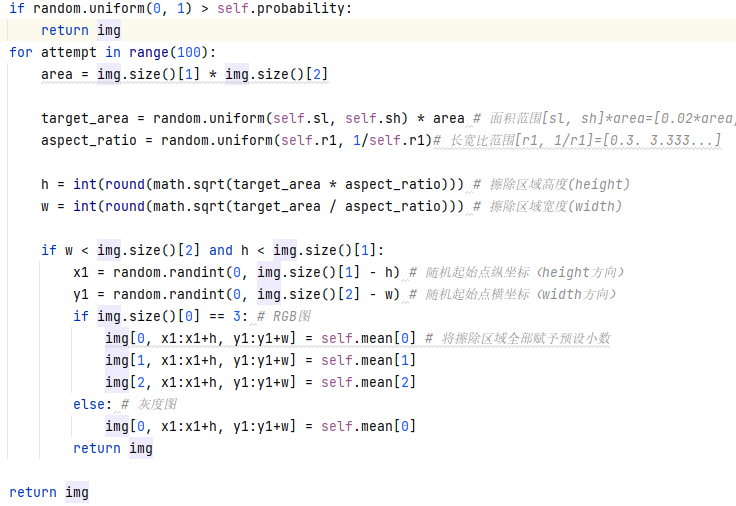 if random.uniform(0, 1) > self.probability:
    return img
for attempt in range(100):
    area = img.size()[1] * img.size()[2]
    target_area = random.uniform(self.sl, self.sh) * area # 面积范围[sl, sh]*area=[0.02*area,
    aspect_ratio = random.uniform(self.r1, 1/self.r1)# 长宽比范围[r1, 1/r1]=[0.3. 3.333...]
    h = int(round(math.sqrt(target_area * aspect_ratio))) # 擦除区域高度(height)
    w = int(round(math.sqrt(target_area / aspect_ratio))) # 擦除区域宽度(width)
    if w < img.size()[2] and h < img.size()[1]:
        x1 = random.randint(0, img.size()[1] - h) # 随机起始点纵坐标（height方向）
        y1 = random.randint(0, img.size()[2] - w) # 随机起始点横坐标（width方向）
        if img.size()[0] == 3: # RGB图
            img[0, x1:x1+h, y1:y1+w] = self.mean[0] # 将擦除区域全部赋予预设小数
            img[1, x1:x1+h, y1:y1+w] = self.mean[1]
            img[2, x1:x1+h, y1:y1+w] = self.mean[2]
        else: # 灰度图
            img[0, x1:x1+h, y1:y1+w] = self.mean[0]
        return img
return img